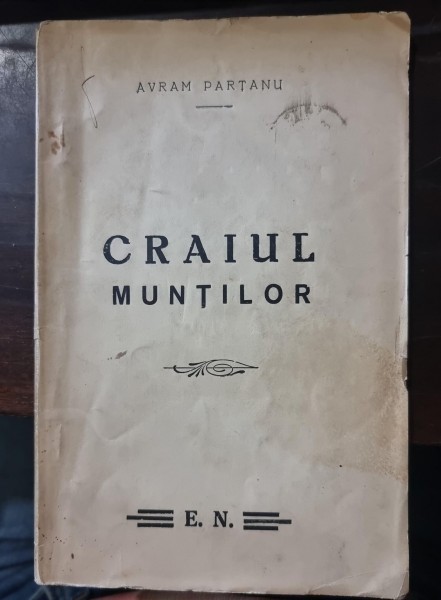 AVRAM PARȚANU
CRAIUL
MUNȚILOR
E. N.